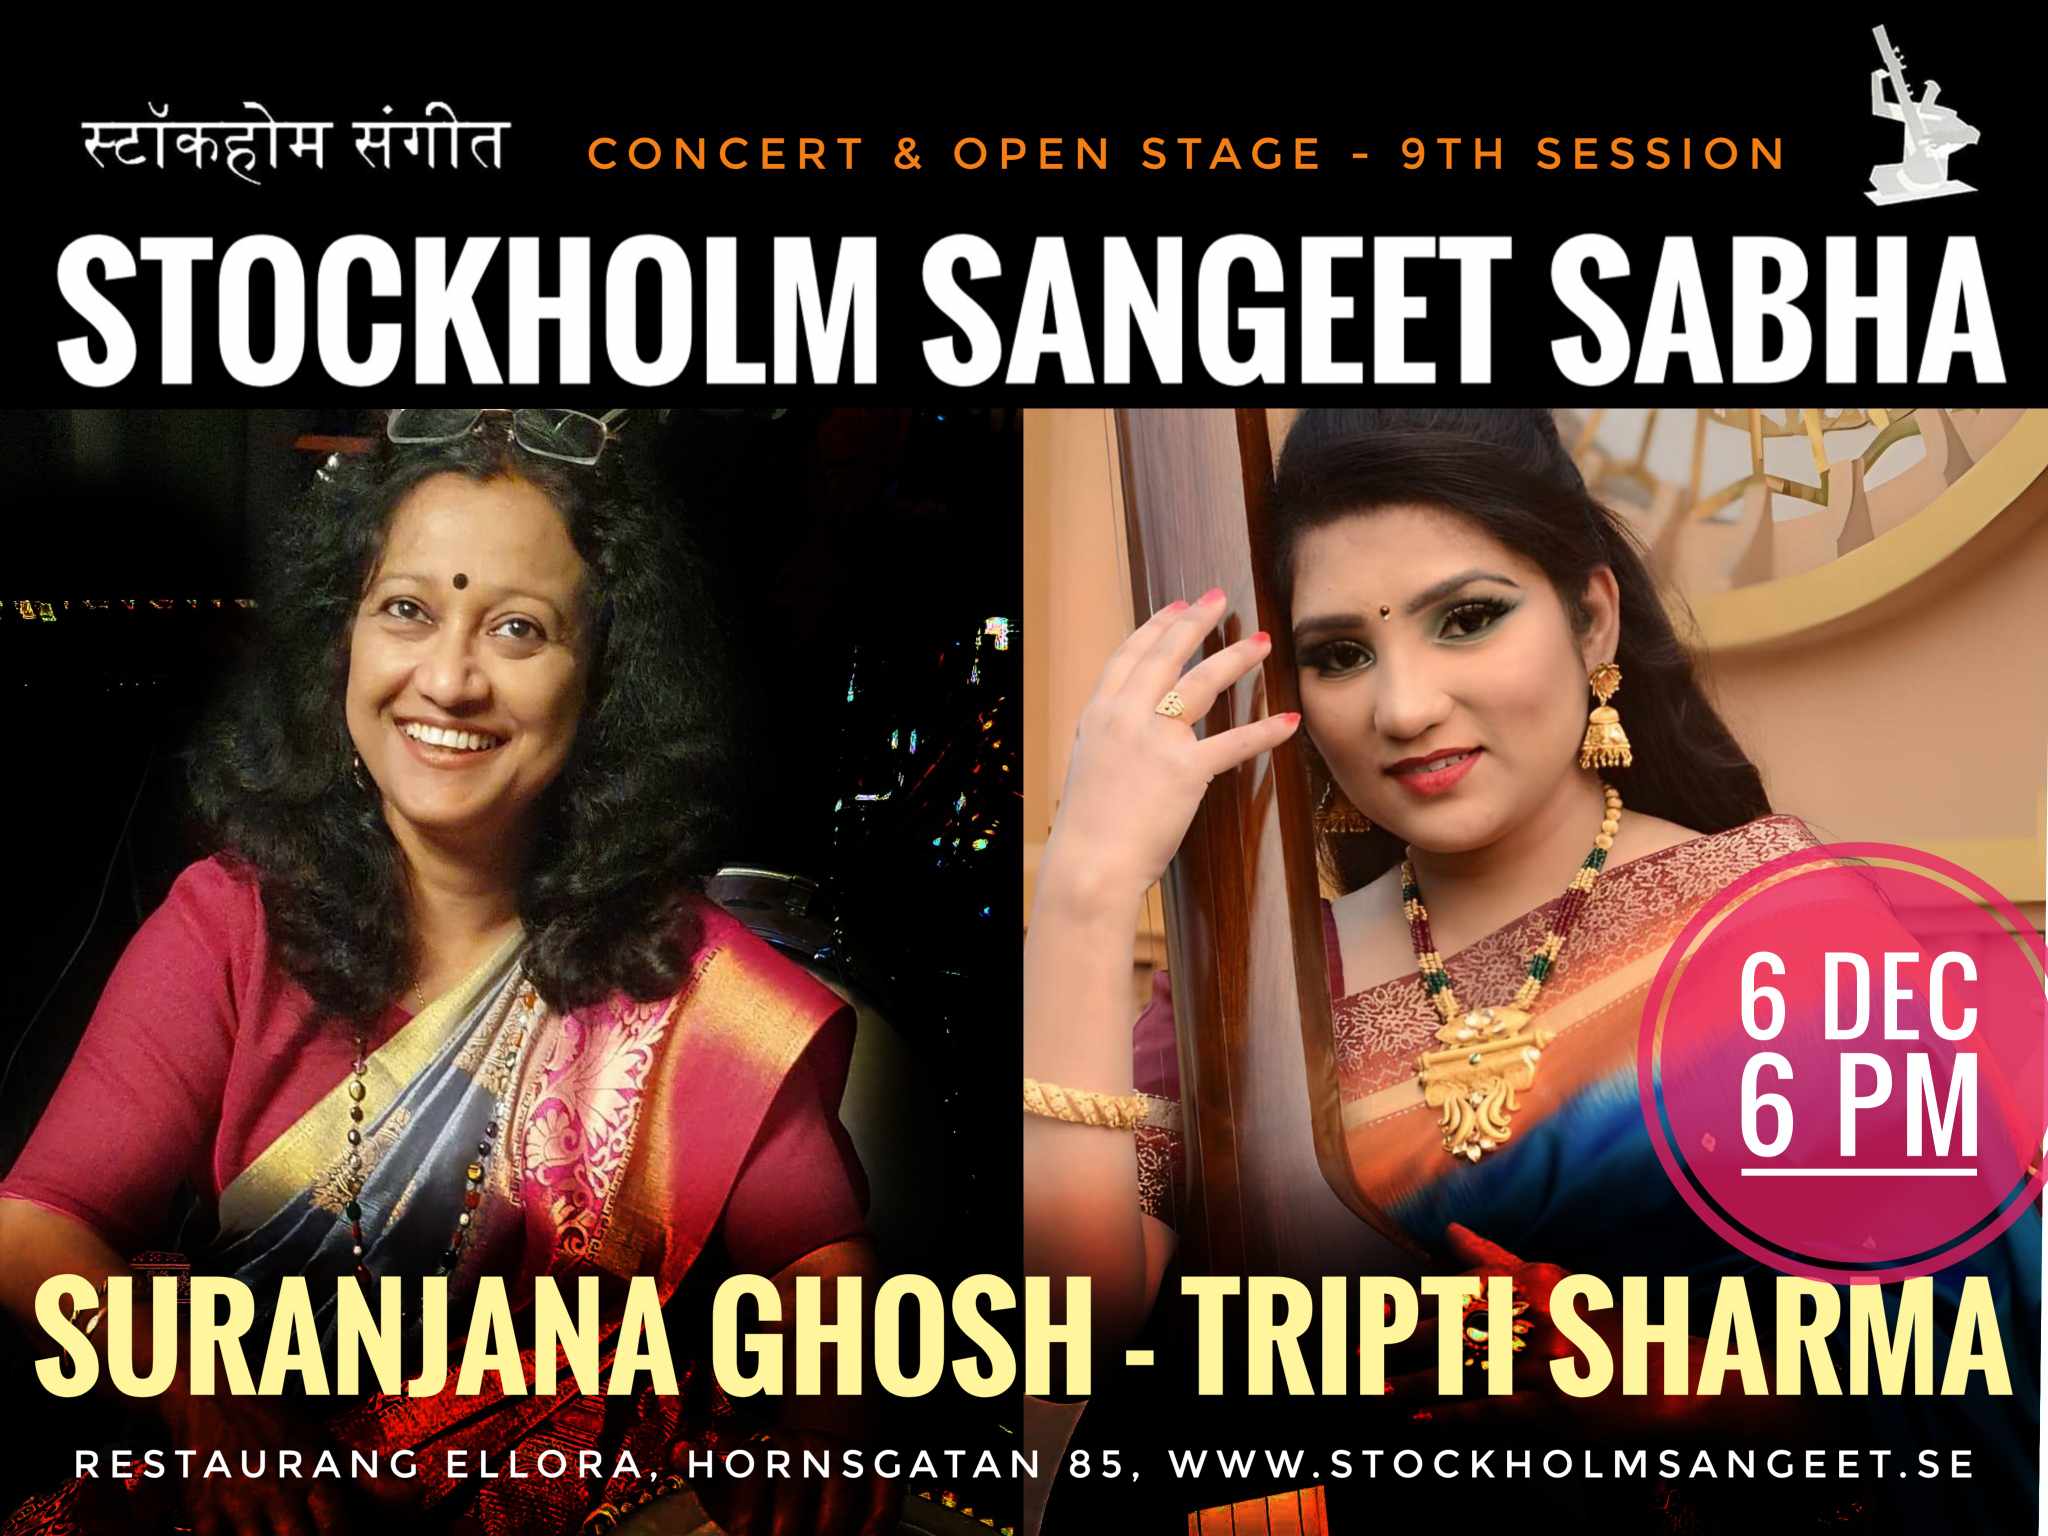 स्टॉकहोम संगीत
CONCERT & OPEN STAGE - 9TH SESSION
STOCKHOLM SANGEET SABHA
6 DEC
6 PM
SURANJANA GHOSH - TRIPTI SHARMA
RESTAURANG ELLORA, HORNSGATAN 85, WWW.STOCKHOLMSANGEET.SE